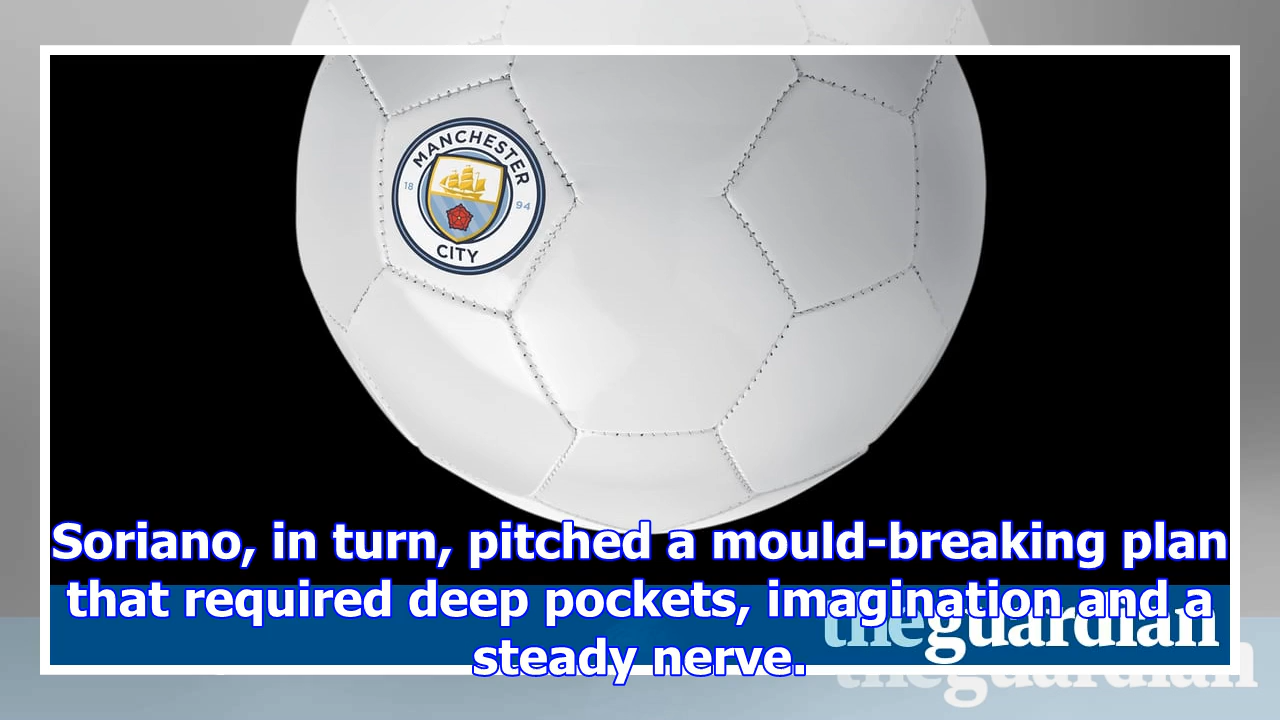 MANCHESTER
18 94
CITY
Soriano, in turn, pitched a mould-breaking plan
that required deep pockets, imagination and a
steady nerve.
theguardian
theguardian